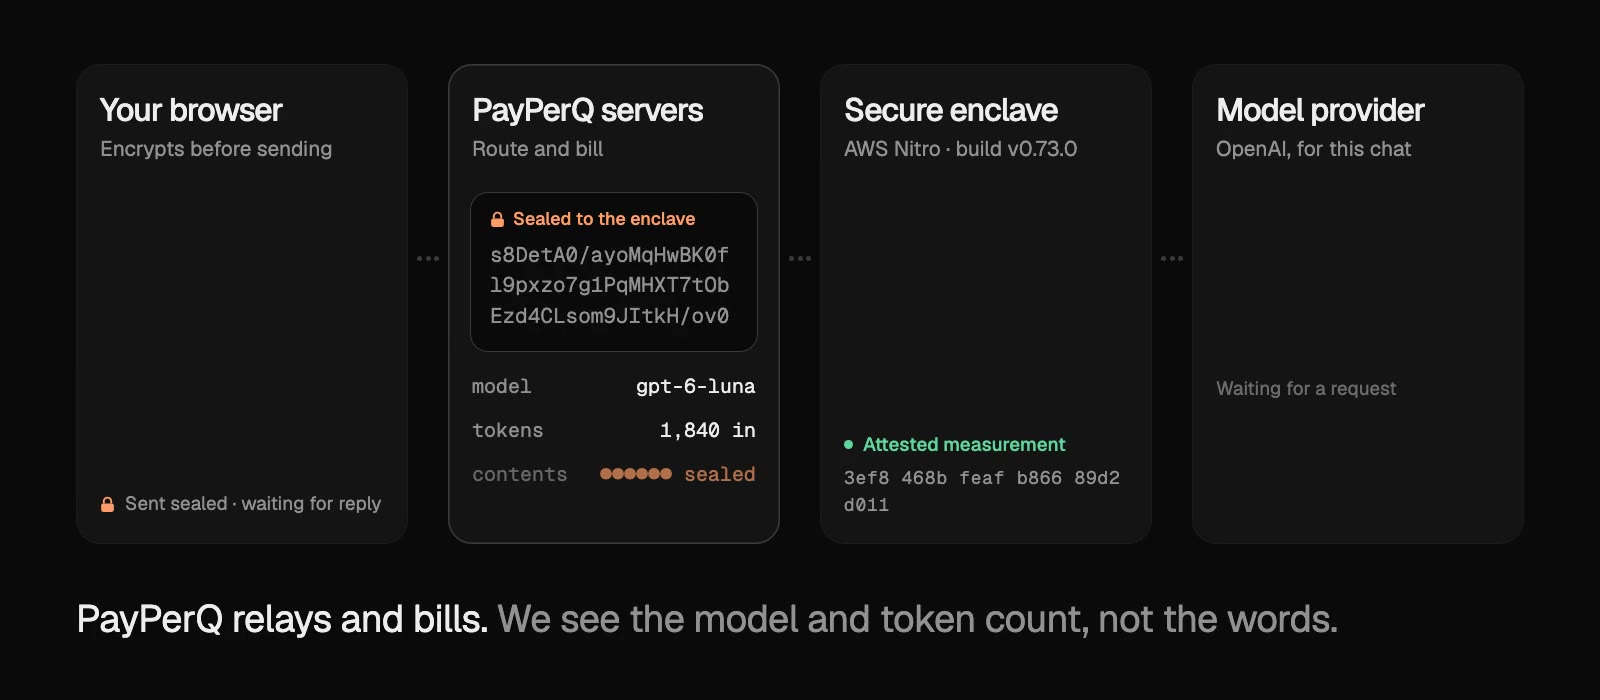 Your browser
Encrypts before sending
Sent sealed · waiting for reply
PayPerQ servers
Route and bill
Sealed to the enclave
s8DetA0/ayoMqHwBK0f
l9pxzo7g1PqMHXT7tOb
Ezd4CLsom9JItkH/ov0
model gpt-6-luna
tokens 1,840 in
contents ●●●●●● sealed
Secure enclave
AWS Nitro · build v0.73.0
Attested measurement
3ef8 468b feaf b866 89d2
d011
Model provider
OpenAI, for this chat
Waiting for a request
PayPerQ relays and bills. We see the model and token count, not the words.